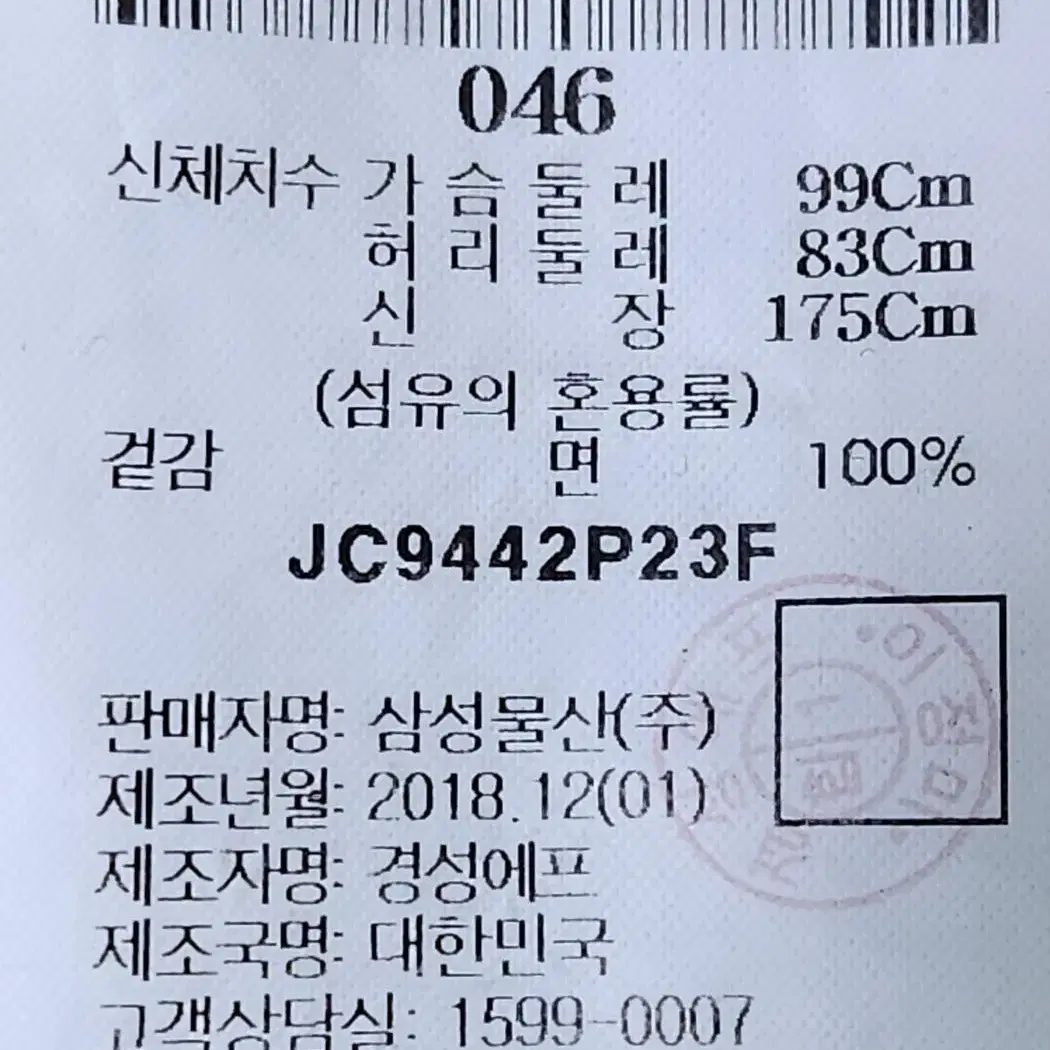 046
신체치수 가슴둘레 99Cm
허리둘레 83Cm
신장 175Cm
(섬유의 혼용률)
겉감 면 100%
JC9442P23F
판매자명: 삼성물산(주)
제조년월: 2018.12(01)
제조자명: 경성에프
제조국명: 대한민국
고객상담실: 1599-0007
이정미